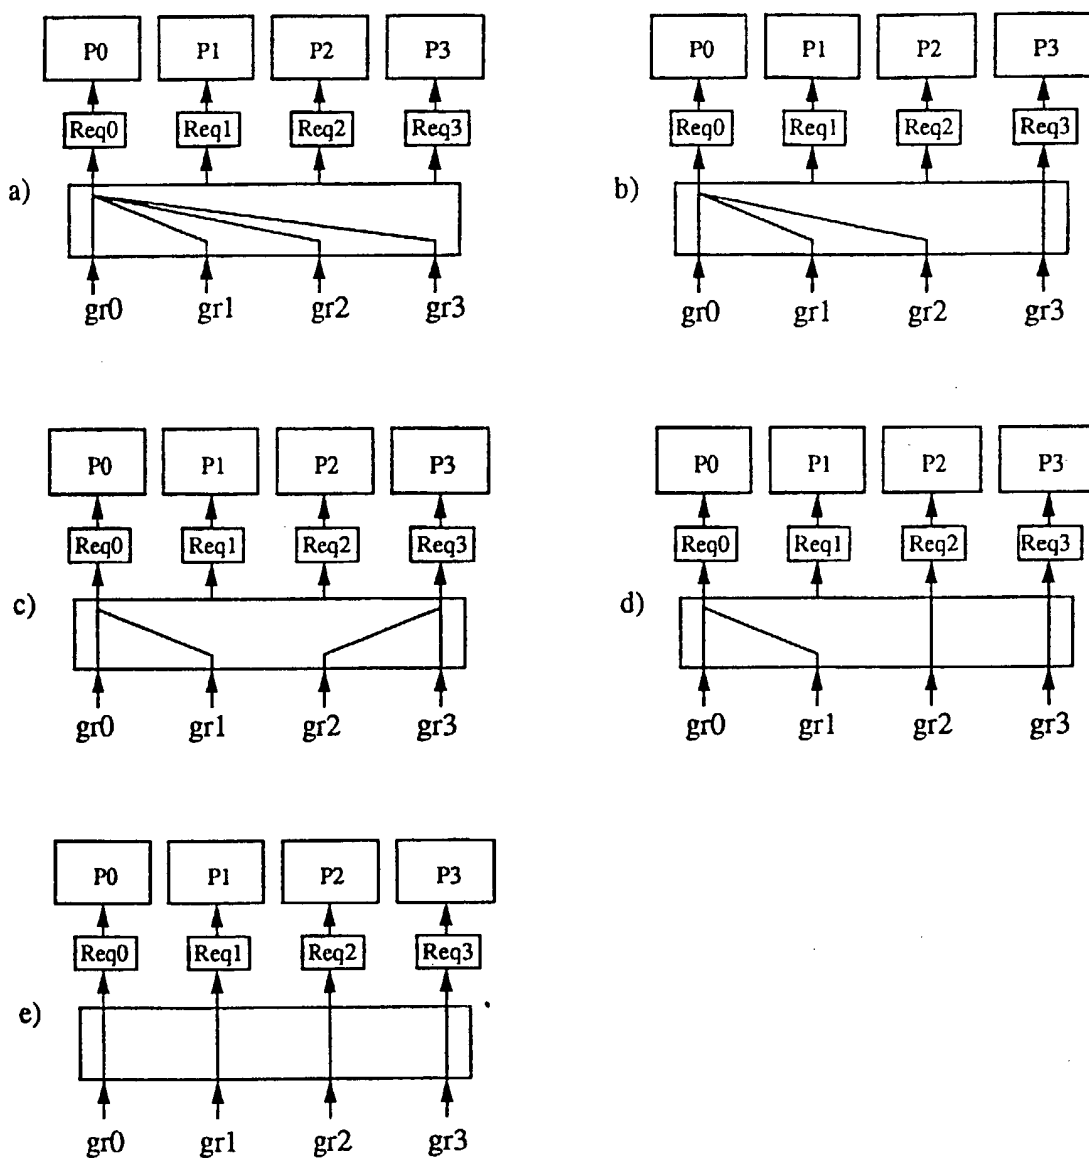 P0 P1 P2 P3
Req0 Req1 Req2 Req3
a)
gr0 gr1 gr2 gr3
P0 P1 P2 P3
Req0 Req1 Req2 Req3
b)
gr0 gr1 gr2 gr3
P0 P1 P2 P3
Req0 Req1 Req2 Req3
c)
gr0 gr1 gr2 gr3
P0 P1 P2 P3
Req0 Req1 Req2 Req3
d)
gr0 gr1 gr2 gr3
P0 P1 P2 P3
Req0 Req1 Req2 Req3
e)
gr0 gr1 gr2 gr3